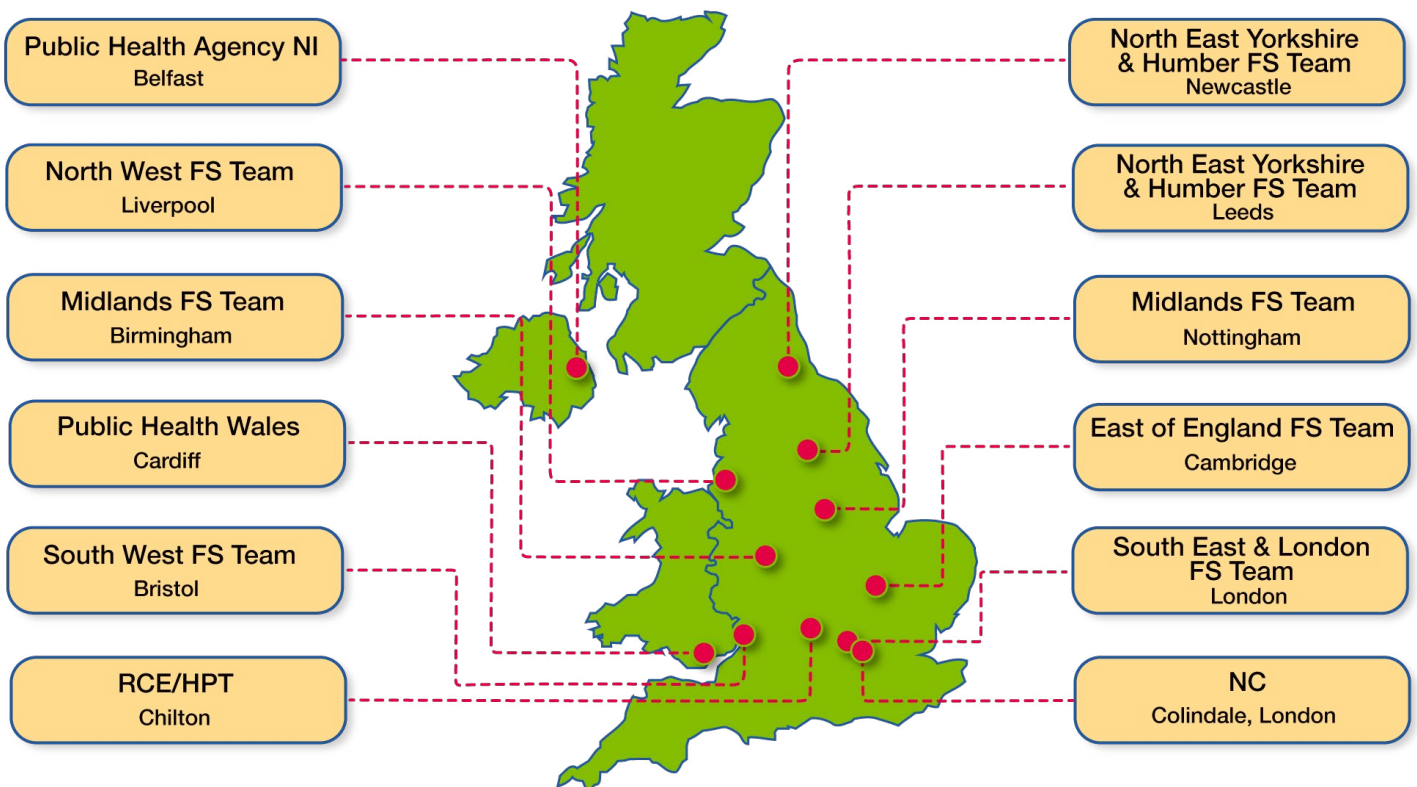 Public Health Agency NI
Belfast
North West FS Team
Liverpool
Midlands FS Team
Birmingham
Public Health Wales
Cardiff
South West FS Team
Bristol
RCE/HPT
Chilton
North East Yorkshire
& Humber FS Team
Newcastle
North East Yorkshire
& Humber FS Team
Leeds
Midlands FS Team
Nottingham
East of England FS Team
Cambridge
South East & London
FS Team
London
NC
Colindale, London